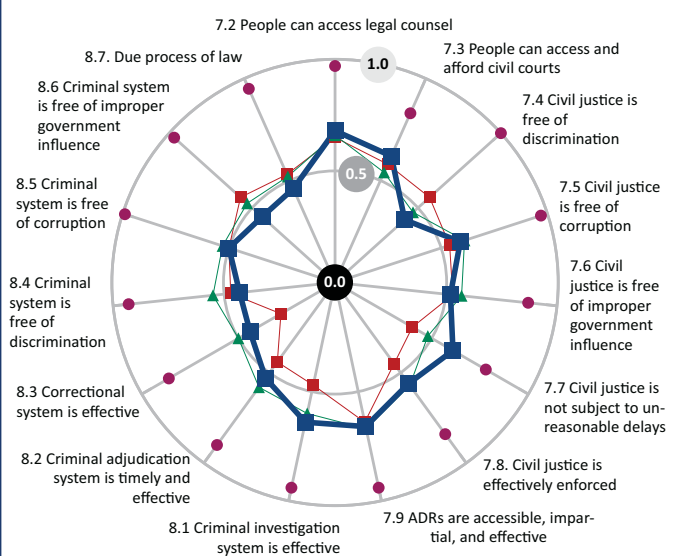 7.2 People can access legal counsel
7.3 People can access and
afford civil courts
7.4 Civil justice is
free of
discrimination
7.5 Civil justice
is free of
corruption
7.6 Civil
justice is free
of improper
government
influence
7.7 Civil justice is
not subject to un-
reasonable delays
7.8. Civil justice is
effectively enforced
7.9 ADRs are accessible, impar-
tial, and effective
8.1 Criminal investigation
system is effective
8.2 Criminal adjudication
system is timely and
effective
8.3 Correctional
system is effective
8.4 Criminal
system is
free of
discrimination
8.5 Criminal
system is free
of corruption
8.6 Criminal system
is free of improper
government
influence
8.7. Due process of law
1.0
0.5
0.0